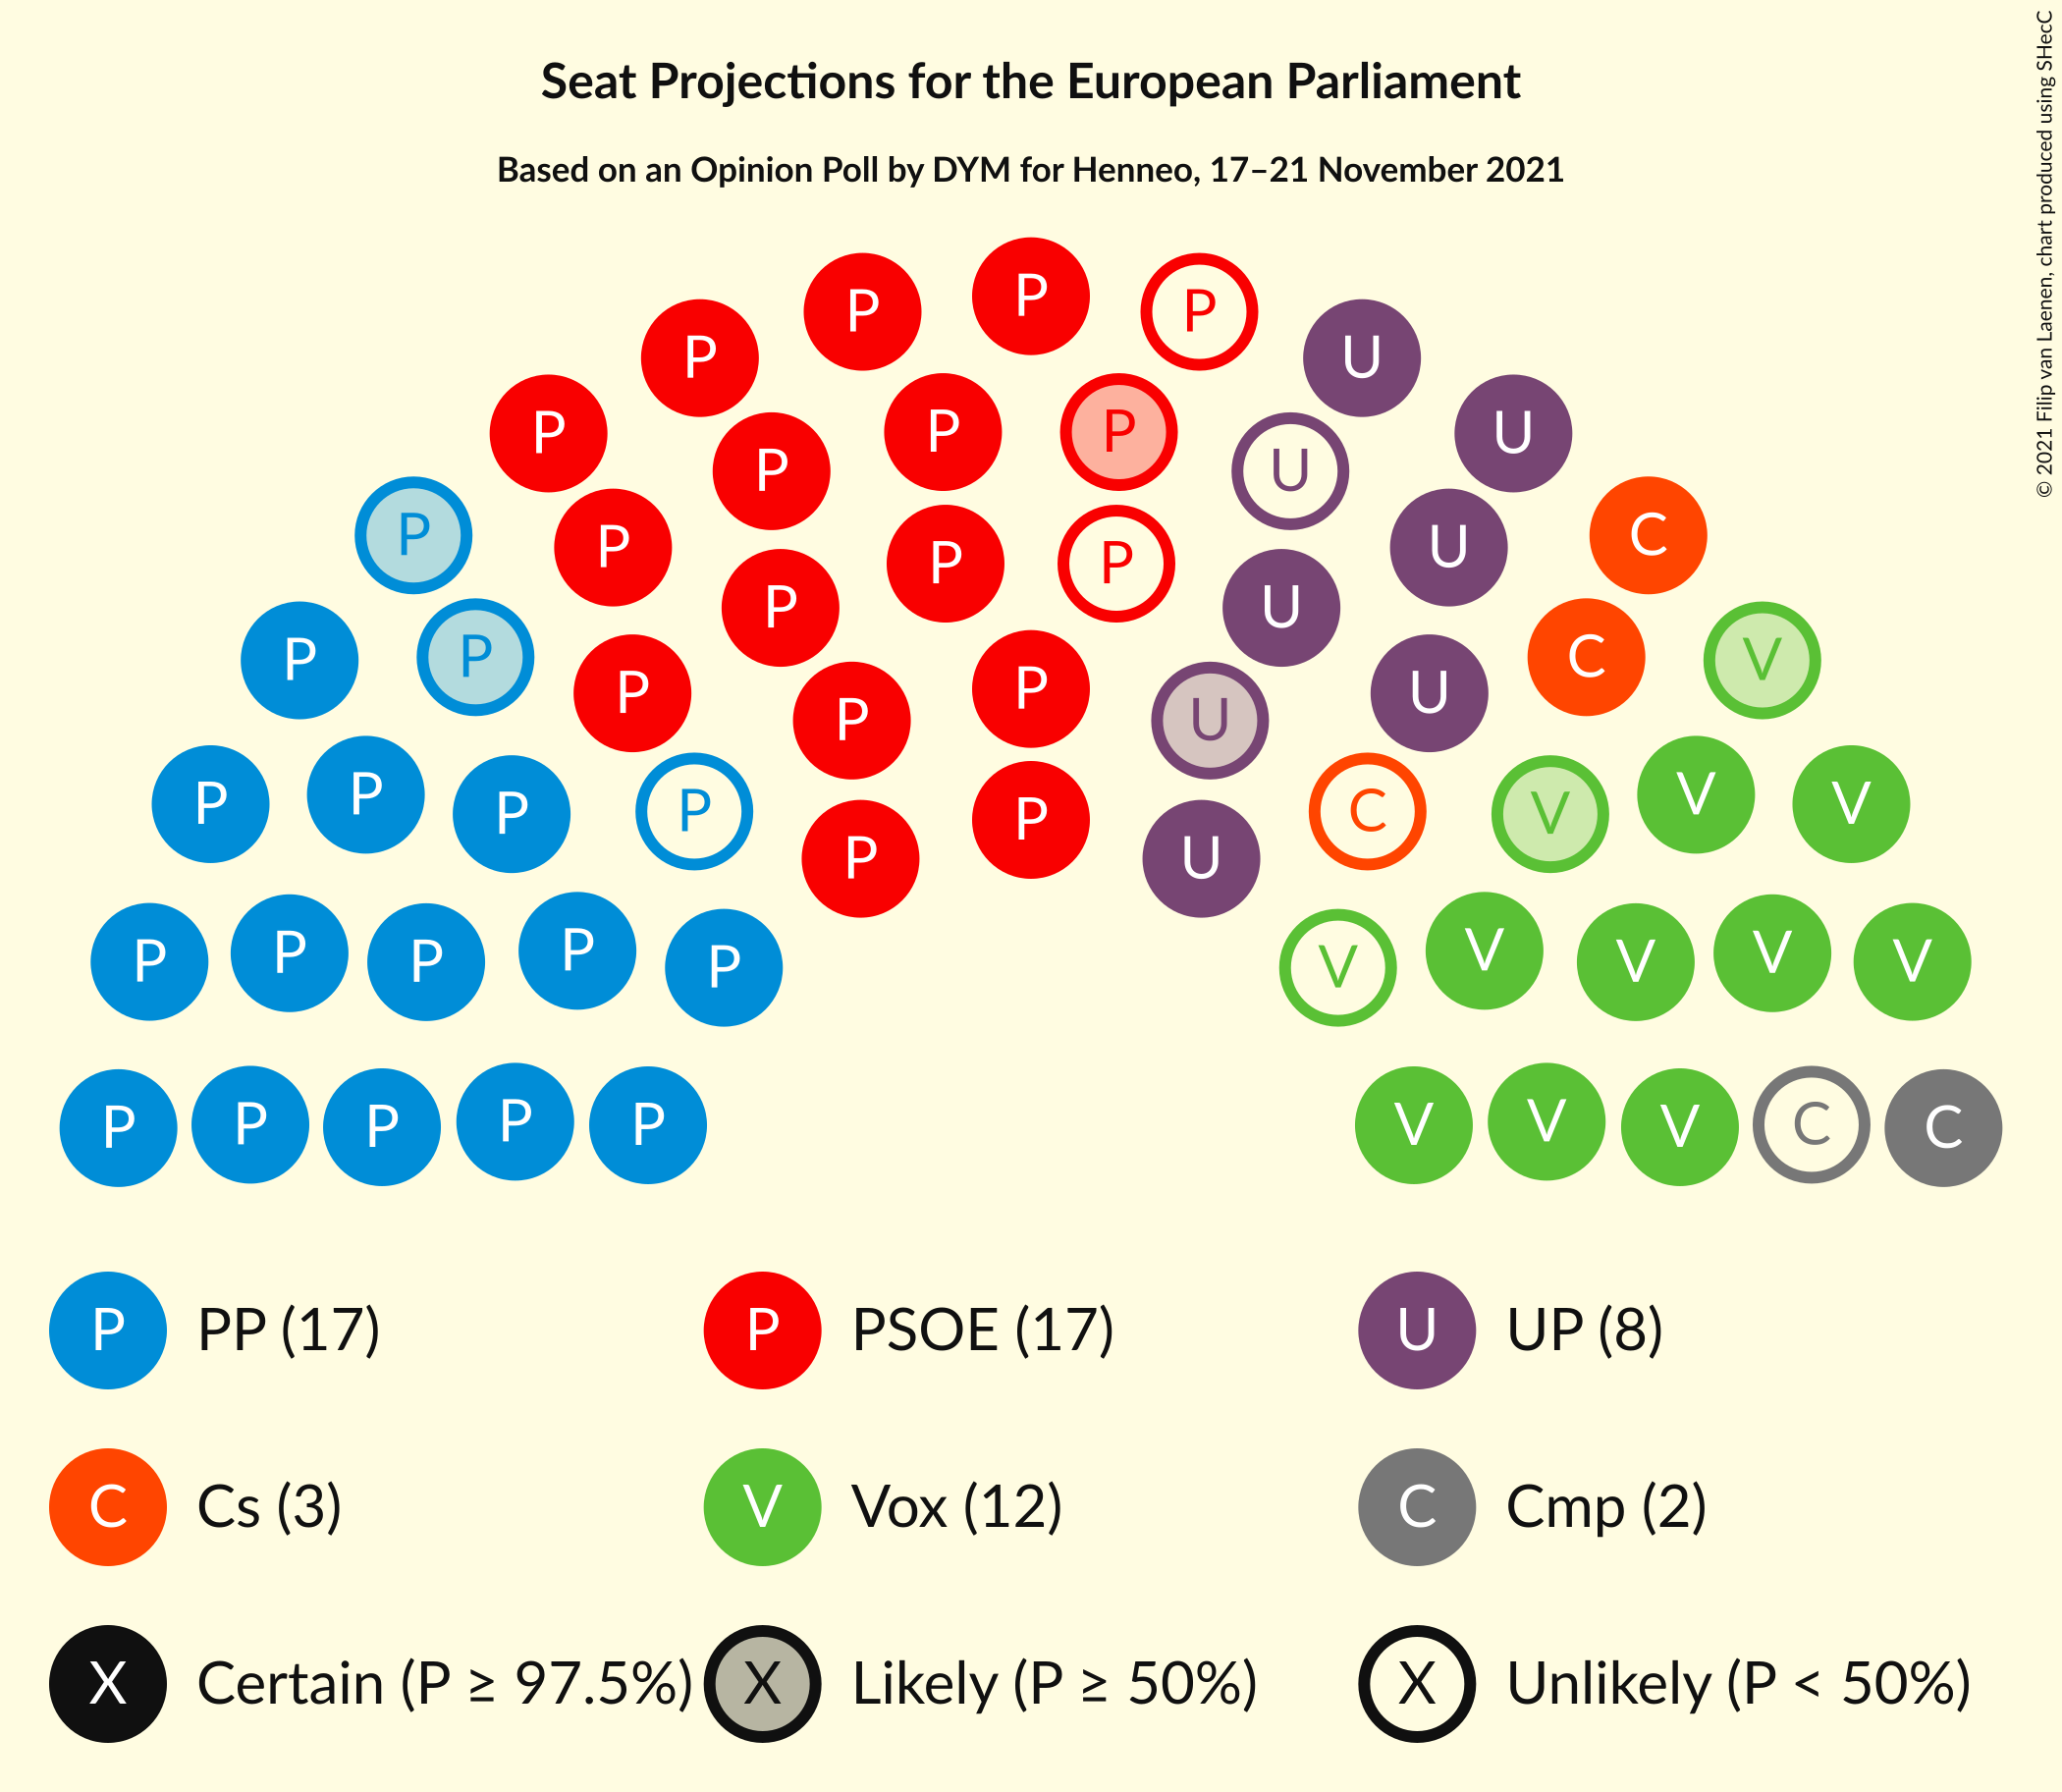 Seat Projections for the European Parliament
Based on an Opinion Poll by DYM for Henneo, 17–21 November 2021
© 2021 Filip van Laenen, chart produced using SHecC
P
P P
P U
P P P U
P U
P C
P P P U
P U
P P C V
P P U
P U
P P P P P C V V V
P U
P P P P P V V V V V
P P P P P V V V C C
P PP (17) P PSOE (17) U UP (8)
C Cs (3) V Vox (12) C Cmp (2)
X Certain (P ≥ 97.5%) X Likely (P ≥ 50%) X Unlikely (P < 50%)